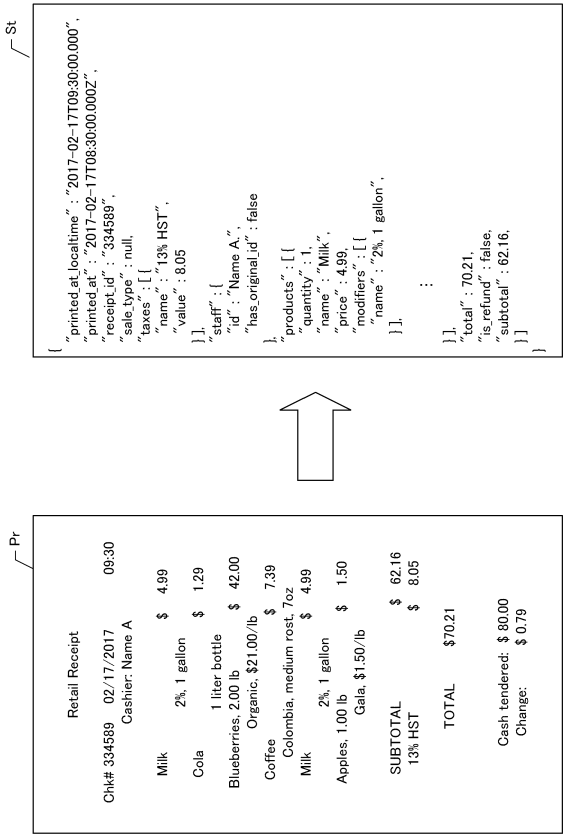 Pr
Retail Receipt
Chk# 334589 02/17/2017 09:30
Cashier: Name A
Milk $ 4.99
2%, 1 gallon
Cola $ 1.29
1 liter bottle
Blueberries, 2.00 lb $ 42.00
Organic, $21.00/lb
Coffee $ 7.39
Colombia, medium rost, 7oz
Milk $ 4.99
2%, 1 gallon
Apples, 1.00 lb $ 1.50
Gala, $1.50/lb
SUBTOTAL $ 62.16
13% HST $ 8.05
TOTAL $70.21
Cash tendered: $ 80.00
Change: $ 0.79
St
{
"printed_at_localtime" : "2017-02-17T09:30:00.000",
"printed_at" : "2017-02-17T08:30:00.000Z",
"receipt_id" : "334589",
"sale_type" : null,
"taxes" : [ {
"name" : "13% HST",
"value" : 8.05
} ],
"staff" : {
"id" : "Name A.",
"has_original_id" : false
},
"products" : [ {
"quantity" : 1,
"name" : "Milk",
"price" : 4.99,
"modifiers" : [ {
"name" : "2%, 1 gallon",
} ],
:
} ],
"total" : 70.21,
"is_refund" : false,
"subtotal" : 62.16,
} ]
}